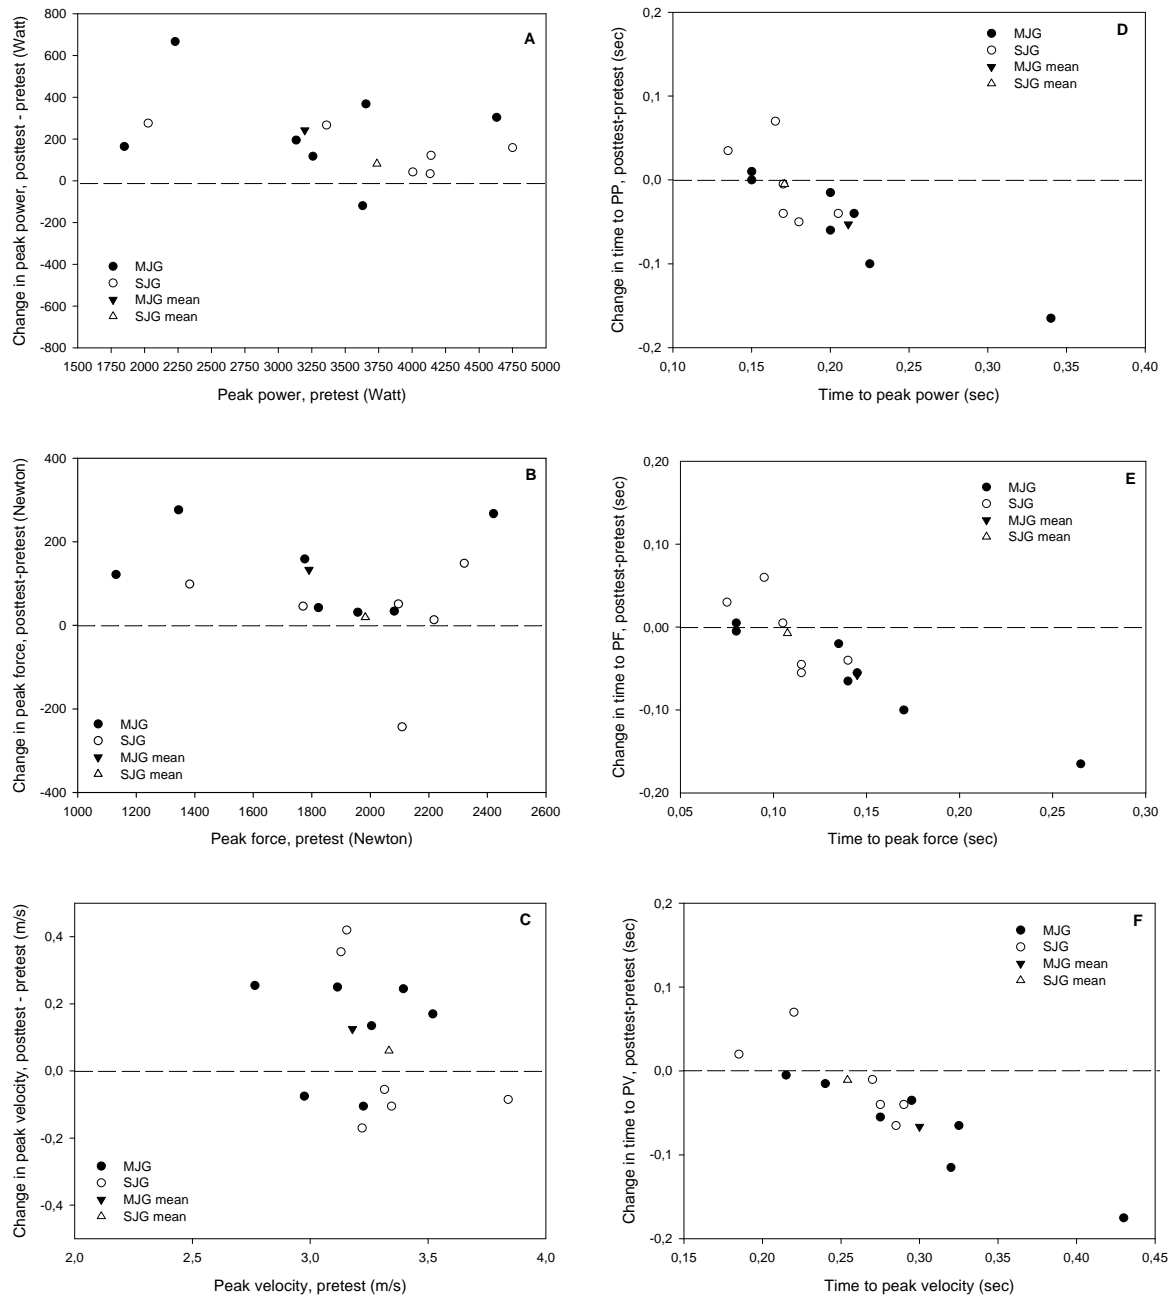 A
Change in peak power, posttest - pretest (Watt)
800
600
400
200
0
-200
-400
-600
-800
MJG
SJG
MJG mean
SJG mean
1500 1750 2000 2250 2500 2750 3000 3250 3500 3750 4000 4250 4500 4750 5000
Peak power, pretest (Watt)
D
Change in time to PP, posttest-pretest (sec)
0,2
0,1
0,0
-0,1
-0,2
MJG
SJG
MJG mean
SJG mean
0,10 0,15 0,20 0,25 0,30 0,35 0,40
Time to peak power (sec)
B
Change in peak force, posttest-pretest (Newton)
400
200
0
-200
-400
MJG
SJG
MJG mean
SJG mean
1000 1200 1400 1600 1800 2000 2200 2400 2600
Peak force, pretest (Newton)
E
Change in time to PF, posttest-pretest (sec)
0,20
0,10
0,00
-0,10
-0,20
MJG
SJG
MJG mean
SJG mean
0,05 0,10 0,15 0,20 0,25 0,30
Time to peak force (sec)
C
Change in peak velocity, posttest - pretest (m/s)
0,4
0,2
0,0
-0,2
-0,4
MJG
SJG
MJG mean
SJG mean
2,0 2,5 3,0 3,5 4,0
Peak velocity, pretest (m/s)
F
Change in time to PV, posttest-pretest (sec)
0,2
0,1
0,0
-0,1
-0,2
MJG
SJG
MJG mean
SJG mean
0,15 0,20 0,25 0,30 0,35 0,40 0,45
Time to peak velocity (sec)